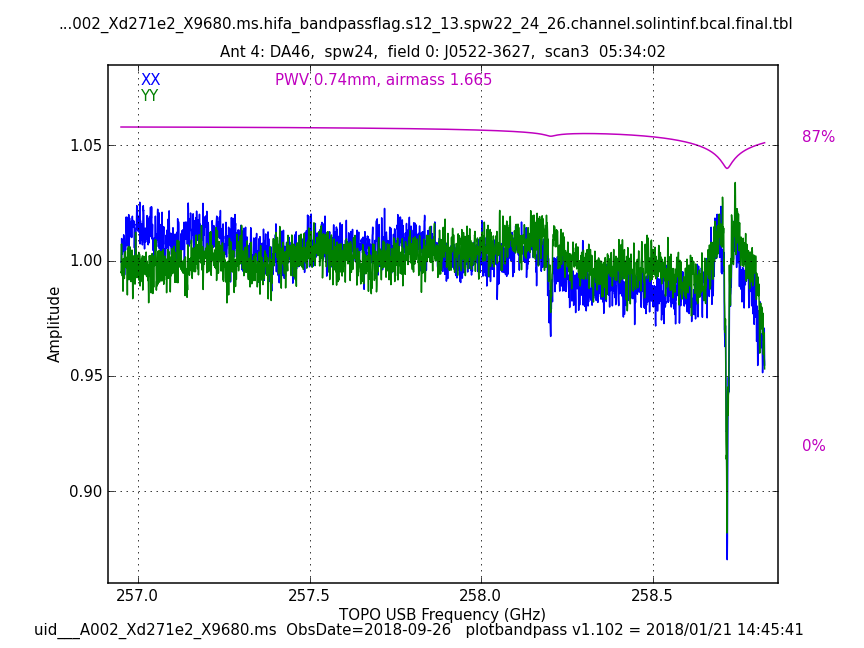 ...002_Xd271e2_X9680.ms.hifa_bandpassflag.s12_13.spw22_24_26.channel.solintinf.bcal.final.tbl
Ant 4: DA46,  spw24,  field 0: J0522-3627,  scan3  05:34:02
XX
PWV 0.74mm, airmass 1.665
YY
87%
1.05
1.00
Amplitude
0.95
0%
0.90
257.0
257.5
258.0
258.5
TOPO USB Frequency (GHz)
uid___A002_Xd271e2_X9680.ms  ObsDate=2018-09-26   plotbandpass v1.102 = 2018/01/21 14:45:41